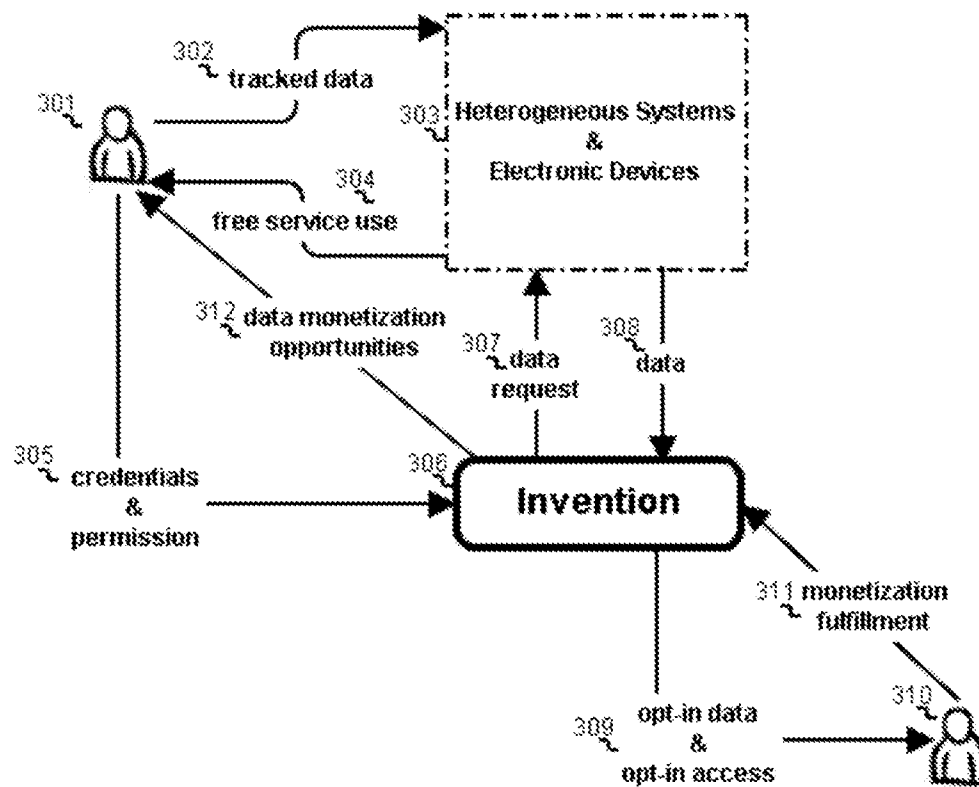 302
tracked data
301
303
Heterogeneous Systems
&
Electronic Devices
304
free service use
312 data monetization
opportunities
307 data
request
308
data
305
credentials
&
permission
306
Invention
311 monetization
fulfillment
310
309
opt-in data
&
opt-in access